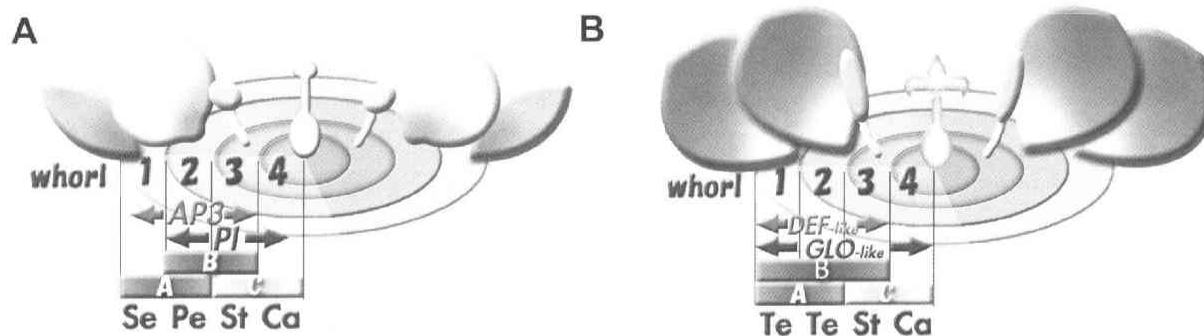 A
whorl 1 2 3 4
AP3
PI
B
A C
Se Pe St Ca
B
whorl 1 2 3 4
DEF-like
GLO-like
B
A C
Te Te St Ca